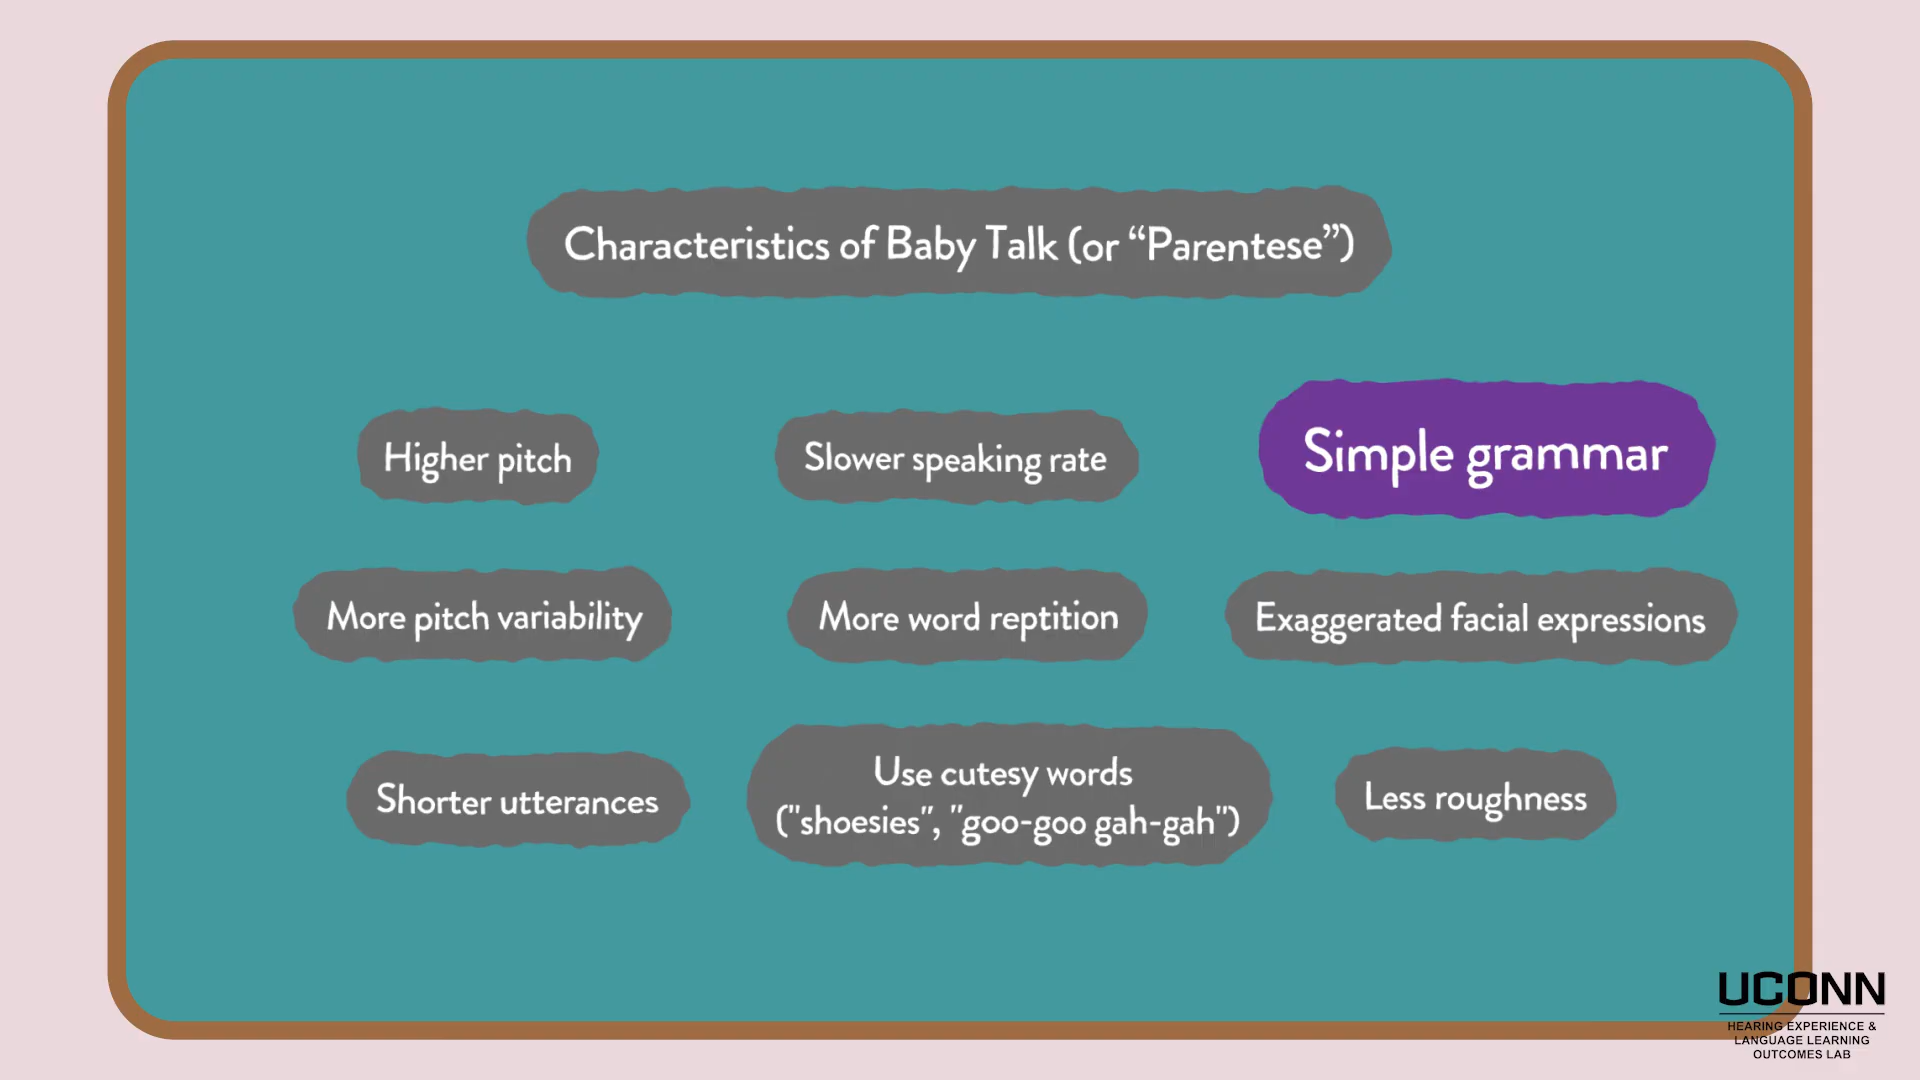 Characteristics of Baby Talk (or “Parentese”)
Higher pitch
Slower speaking rate
Simple grammar
More pitch variability
More word reptition
Exaggerated facial expressions
Shorter utterances
Use cutesy words
("shoesies", "goo-goo gah-gah")
Less roughness
UCONN
HEARING EXPERIENCE &
LANGUAGE LEARNING
OUTCOMES LAB